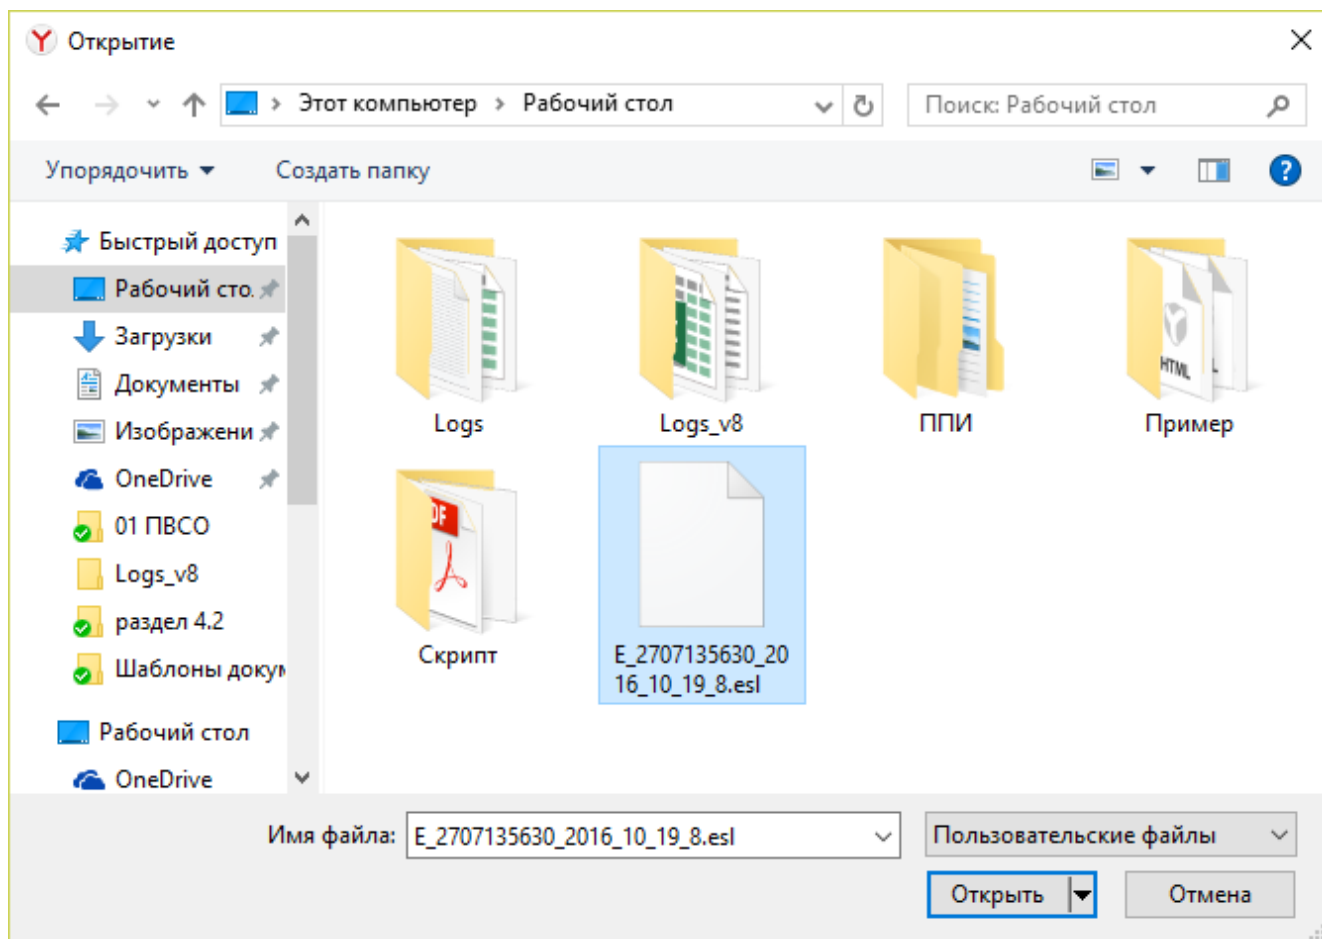 Открытие
Этот компьютер > Рабочий стол
Поиск: Рабочий стол
Упорядочить
Создать папку
Быстрый доступ
Рабочий сто.
Загрузки
Документы
Изображени
OneDrive
01 ПВСО
Logs_v8
раздел 4.2
Шаблоны докум
Рабочий стол
OneDrive
HTML
Logs
Logs_v8
ППИ
Пример
Скрипт
E_2707135630_20
16_10_19_8.esl
Имя файла:
E_2707135630_2016_10_19_8.esl
Пользовательские файлы
Открыть
Отмена